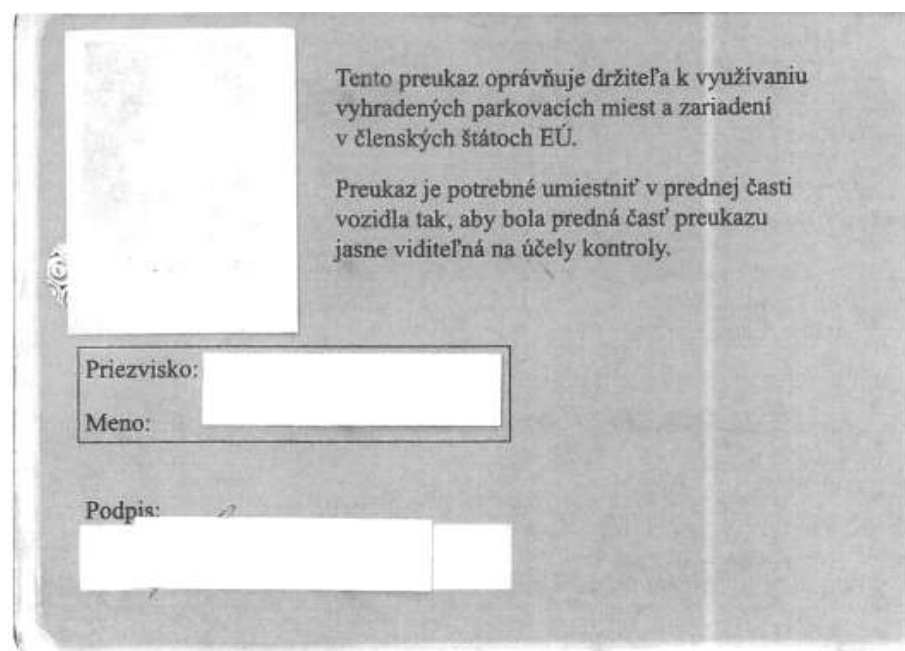 Tento preukaz oprávňuje držiteľa k využívaniu
vyhradených parkovacích miest a zariadení
v členských štátoch EÚ.
Preukaz je potrebné umiestniť v prednej časti
vozidla tak, aby bola predná časť preukazu
jasne viditeľná na účely kontroly.
Priezvisko:
Meno:
Podpis: